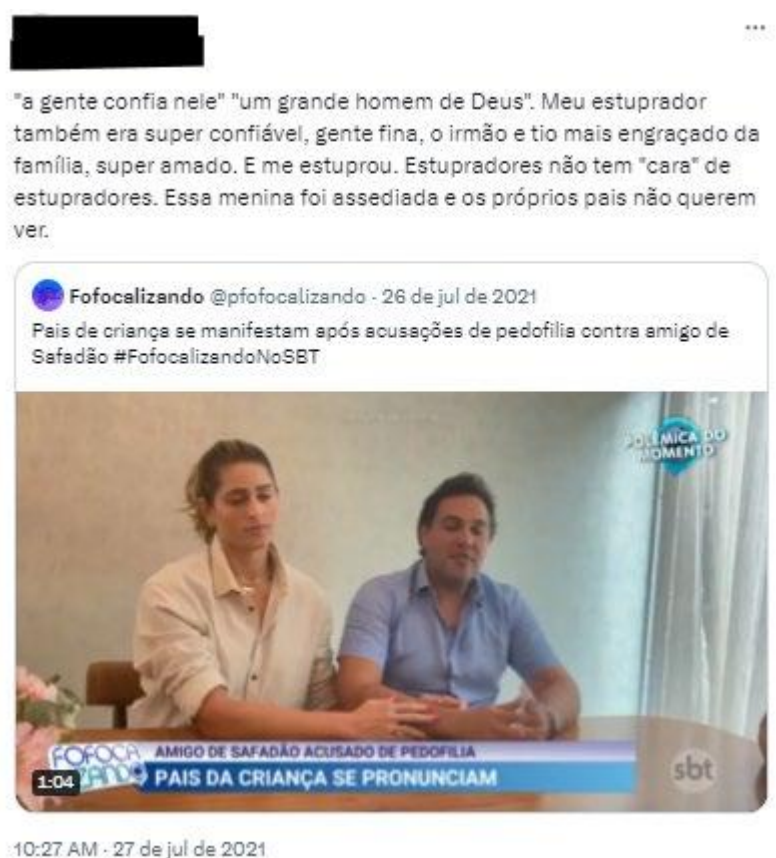 "a gente confia nele" "um grande homem de Deus". Meu estuprador
também era super confiável, gente fina, o irmão e tio mais engraçado da
família, super amado. E me estuprou. Estupradores não tem "cara" de
estupradores. Essa menina foi assediada e os próprios pais não querem
ver.
Fofocalizando @pfofocalizando · 26 de jul de 2021
Pais de criança se manifestam após acusações de pedofilia contra amigo de
Safadão #FofocalizandoNoSBT
POLÊMICA DO
MOMENTO
FOFOCA
LIZANDO
AMIGO DE SAFADÃO ACUSADO DE PEDOFILIA
PAIS DA CRIANÇA SE PRONUNCIAM
sbt
1:04
10:27 AM · 27 de jul de 2021